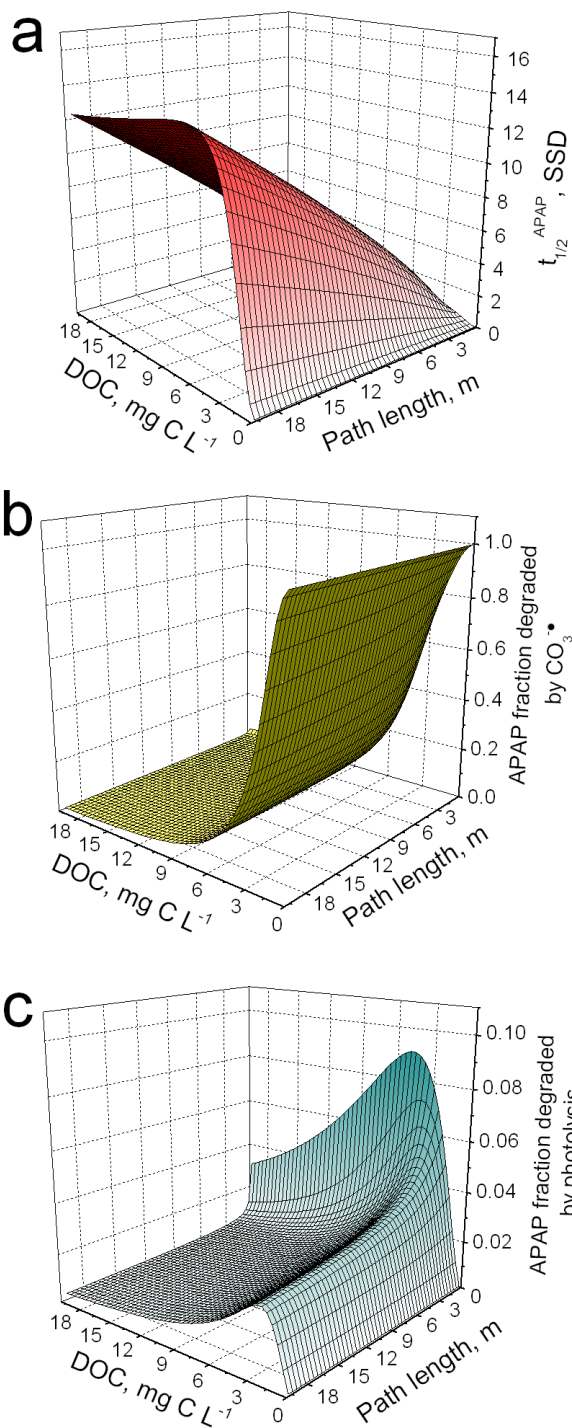 a
16
14
12
10
8
6
4
2
0
t1/2 APAP, SSD
18 15 12 9 6 3 0
DOC, mg C L-1
18 15 12 9 6 3
Path length, m
b
1.0
0.8
0.6
0.4
0.2
0.0
APAP fraction degraded
by CO3-•
18 15 12 9 6 3 0
DOC, mg C L-1
18 15 12 9 6 3
Path length, m
c
0.10
0.08
0.06
0.04
0.02
0
APAP fraction degraded
by photolysis
18 15 12 9 6 3 0
DOC, mg C L-1
18 15 12 9 6 3
Path length, m